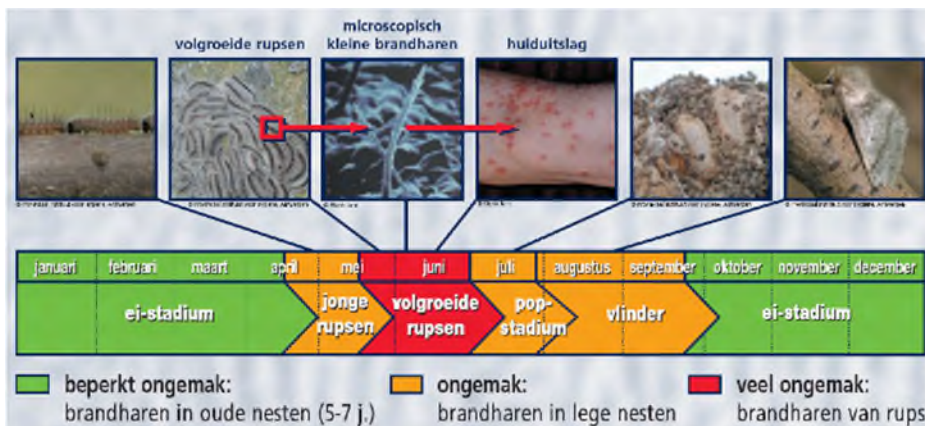 microscopisch
volgroeide rupsen
kleine brandharen
huiduitslag
januari
februari
maart
april
mei
juni
juli
augustus
september
oktober
november
december
ei-stadium
jonge
rupsen
volgroeide
rupsen
pop-
stadium
vlinder
ei-stadium
beperkt ongemak:
brandharen in oude nesten (5-7 j.)
ongemak:
brandharen in lege nesten
veel ongemak:
brandharen van rups